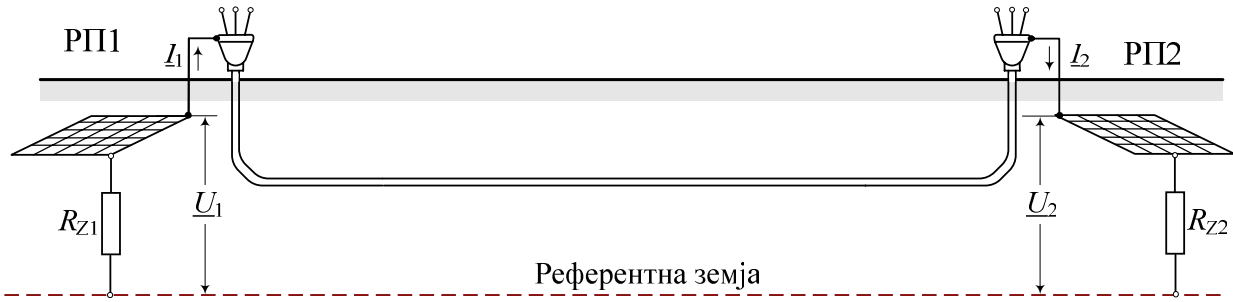 РП1
I1
I2
РП2
U1
U2
RZ1
RZ2
Референтна земја